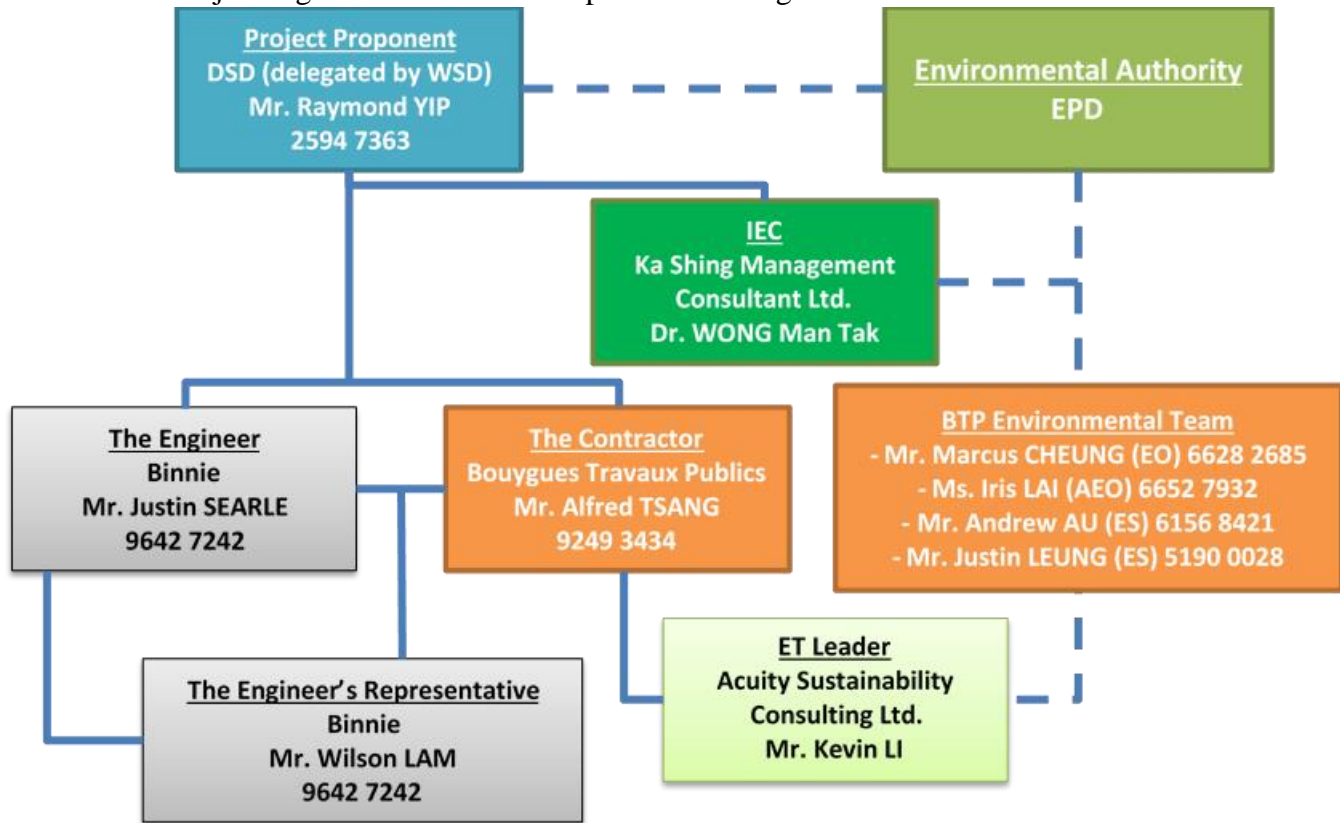 Project Proponent
DSD (delegated by WSD)
Mr. Raymond YIP
2594 7363
Environmental Authority
EPD
IEC
Ka Shing Management
Consultant Ltd.
Dr. WONG Man Tak
The Engineer
Binnie
Mr. Justin SEARLE
9642 7242
The Contractor
Bouygues Travaux Publics
Mr. Alfred TSANG
9249 3434
BTP Environmental Team
- Mr. Marcus CHEUNG (EO) 6628 2685
- Ms. Iris LAI (AEO) 6652 7932
- Mr. Andrew AU (ES) 6156 8421
- Mr. Justin LEUNG (ES) 5190 0028
The Engineer's Representative
Binnie
Mr. Wilson LAM
9642 7242
ET Leader
Acuity Sustainability
Consulting Ltd.
Mr. Kevin LI